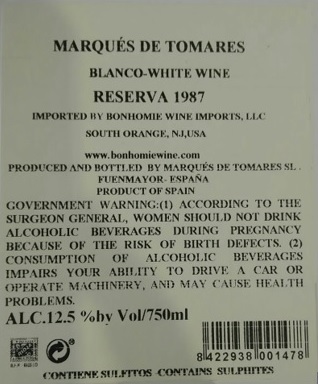 MARQUÉS DE TOMARES
BLANCO-WHITE WINE
RESERVA 1987
IMPORTED BY BONHOMIE WINE IMPORTS, LLC
SOUTH ORANGE, NJ,USA
www.bonhomiewine.com
PRODUCED AND BOTTLED BY MARQUÉS DE TOMARES SL.
FUENMAYOR- ESPAÑA
PRODUCT OF SPAIN
GOVERNMENT WARNING:(1) ACCORDING TO THE
SURGEON GENERAL, WOMEN SHOULD NOT DRINK
ALCOHOLIC BEVERAGES DURING PREGNANCY
BECAUSE OF THE RISK OF BIRTH DEFECTS. (2)
CONSUMPTION OF ALCOHOLIC BEVERAGES
IMPAIRS YOUR ABILITY TO DRIVE A CAR OR
OPERATE MACHINERY, AND MAY CAUSE HEALTH
PROBLEMS.
ALC.12.5 %by Vol/750ml
8 422938 001478
CONTIENE SULFITOS -CONTAINS SULPHITES